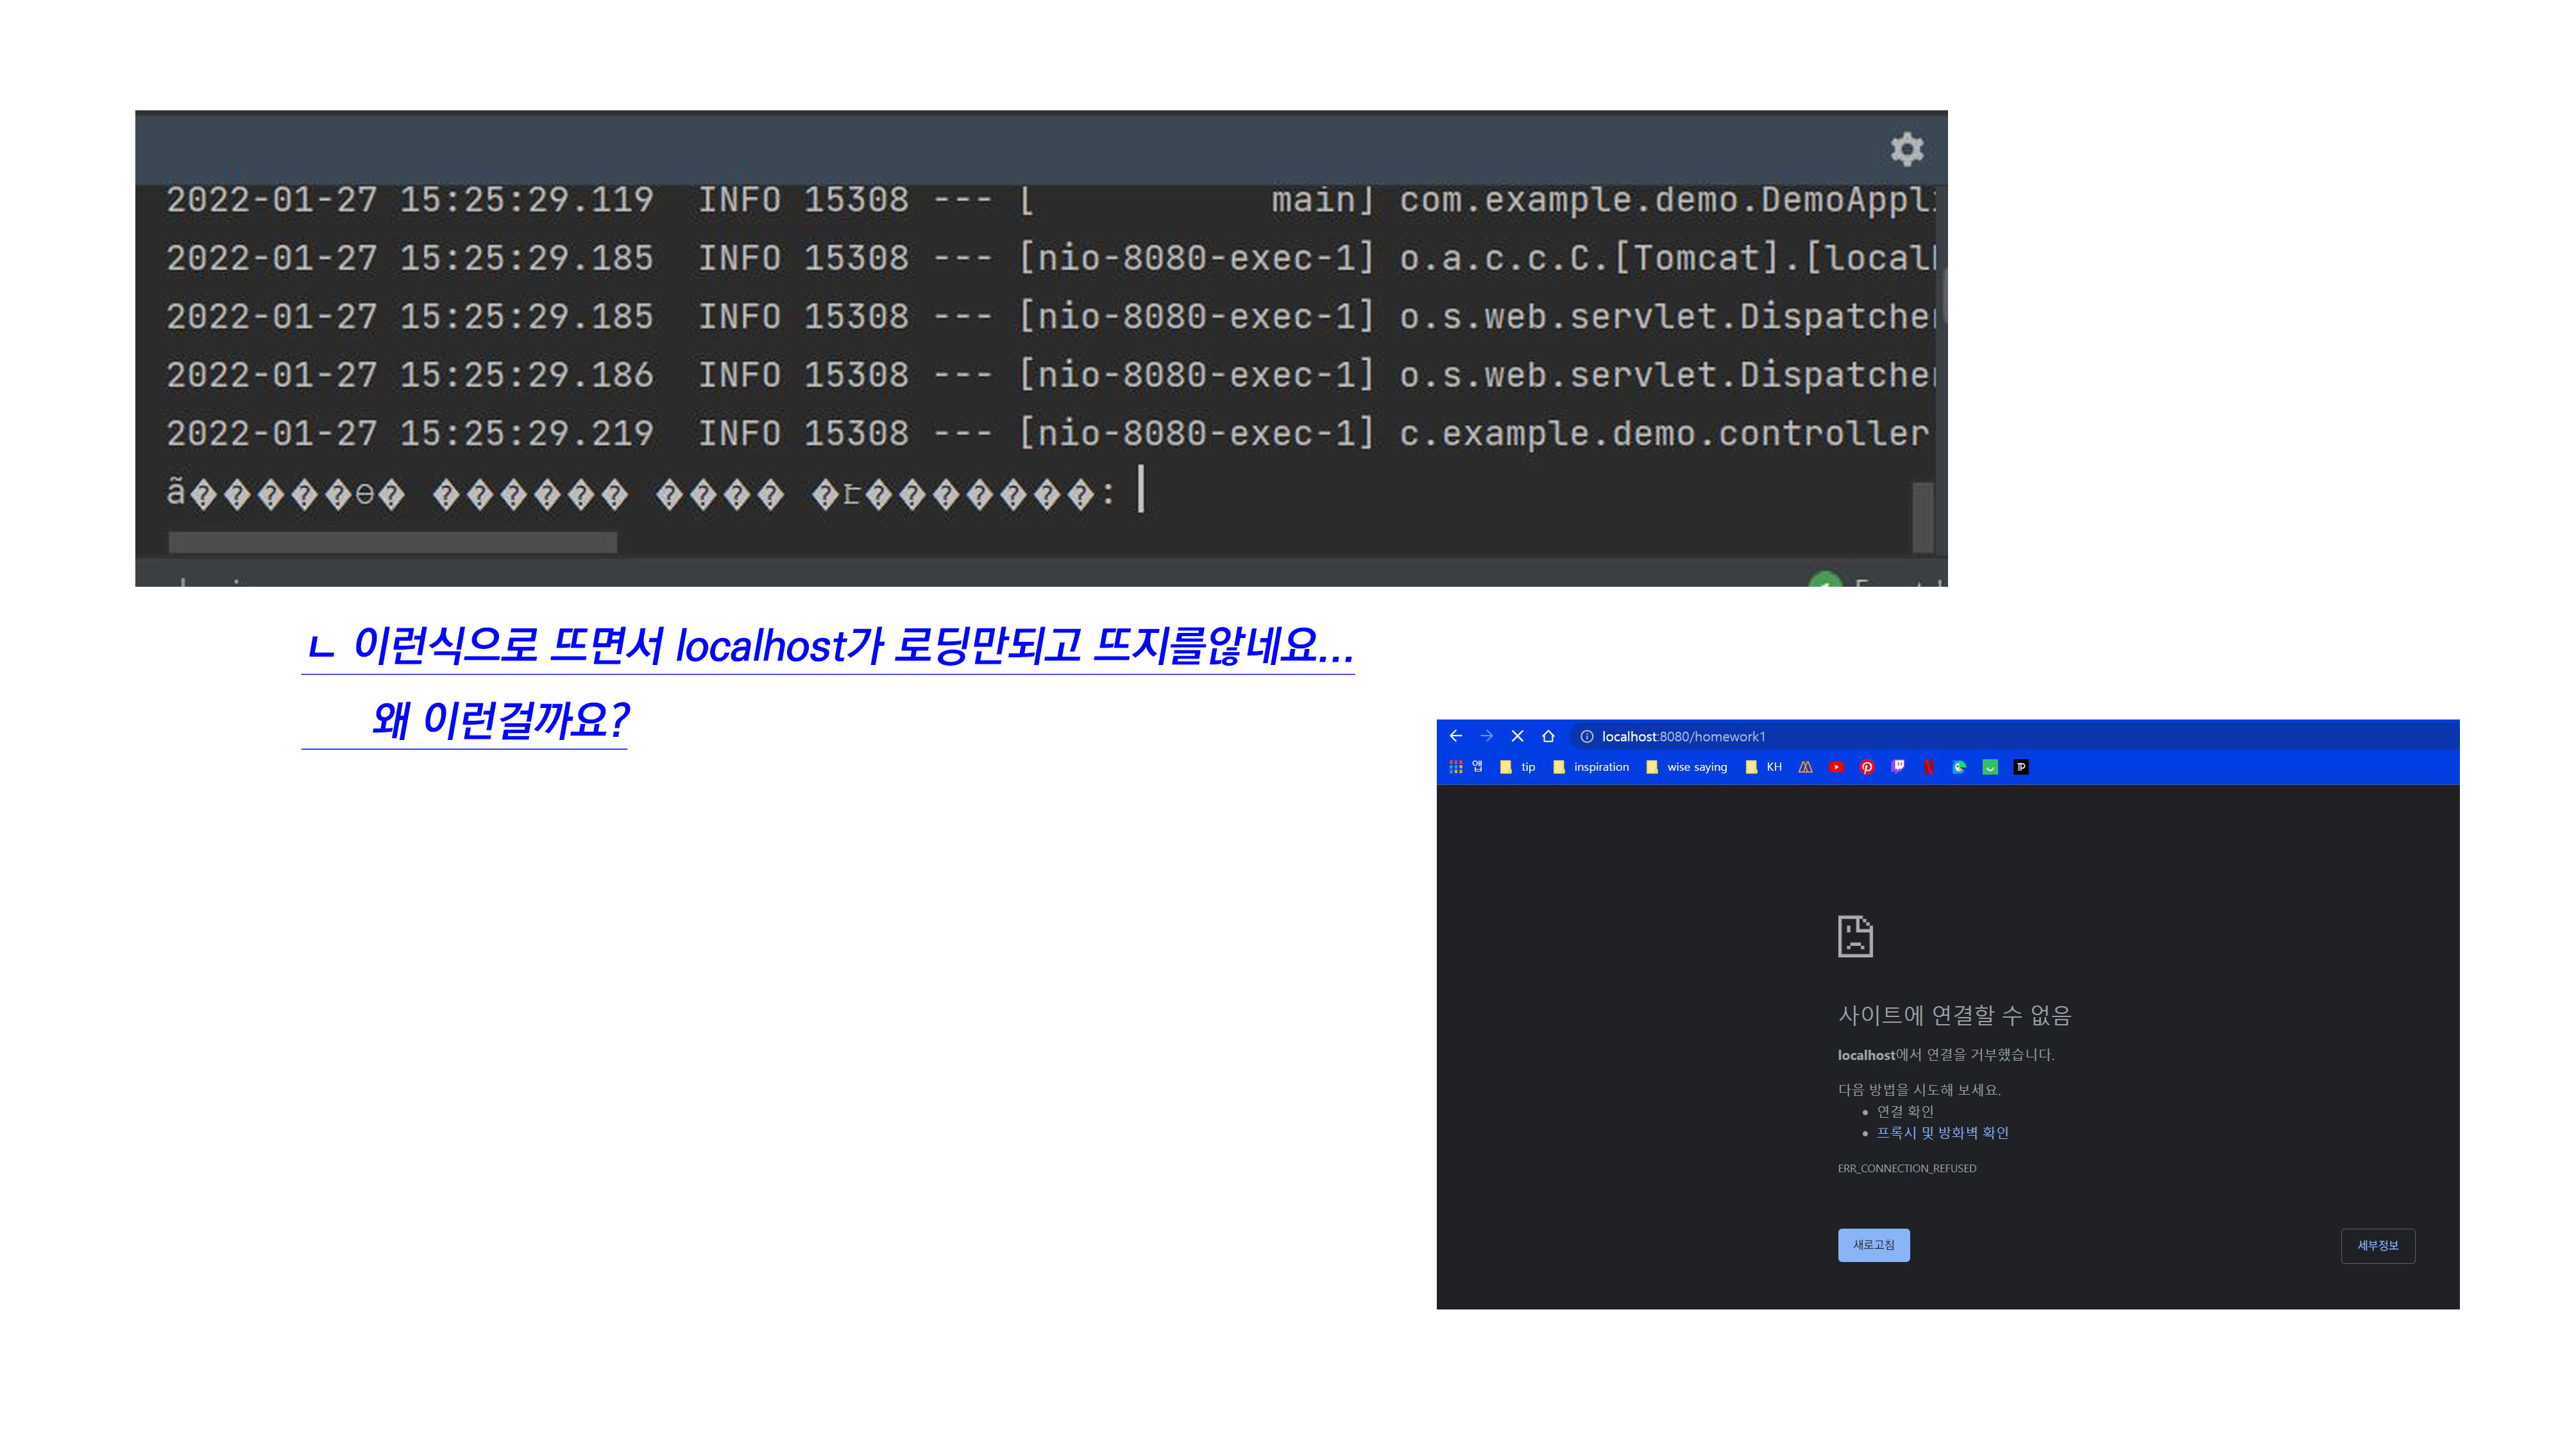 2022-01-27 15:25:29.119 INFO 15308 --- [ main] com.example.demo.DemoAppl
2022-01-27 15:25:29.185 INFO 15308 --- [nio-8080-exec-1] o.a.c.c.C.[Tomcat].[local
2022-01-27 15:25:29.185 INFO 15308 --- [nio-8080-exec-1] o.s.web.servlet.Dispatche
2022-01-27 15:25:29.186 INFO 15308 --- [nio-8080-exec-1] o.s.web.servlet.Dispatche
2022-01-27 15:25:29.219 INFO 15308 --- [nio-8080-exec-1] c.example.demo.controller
ㄴ 이런식으로 뜨면서 localhost가 로딩만되고 뜨지를않네요...
왜 이런걸까요?
localhost:8080/homework1
앱 tip inspiration wise saying KH
사이트에 연결할 수 없음
localhost에서 연결을 거부했습니다.
다음 방법을 시도해 보세요.
• 연결 확인
• 프록시 및 방화벽 확인
ERR_CONNECTION_REFUSED
새로고침 세부정보